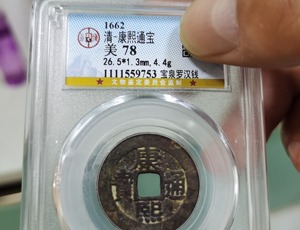 1662
清-康熙通宝
美 78
26.5*1.3mm, 4.4g
1111559753 宝泉罗汉钱
康熙通寶